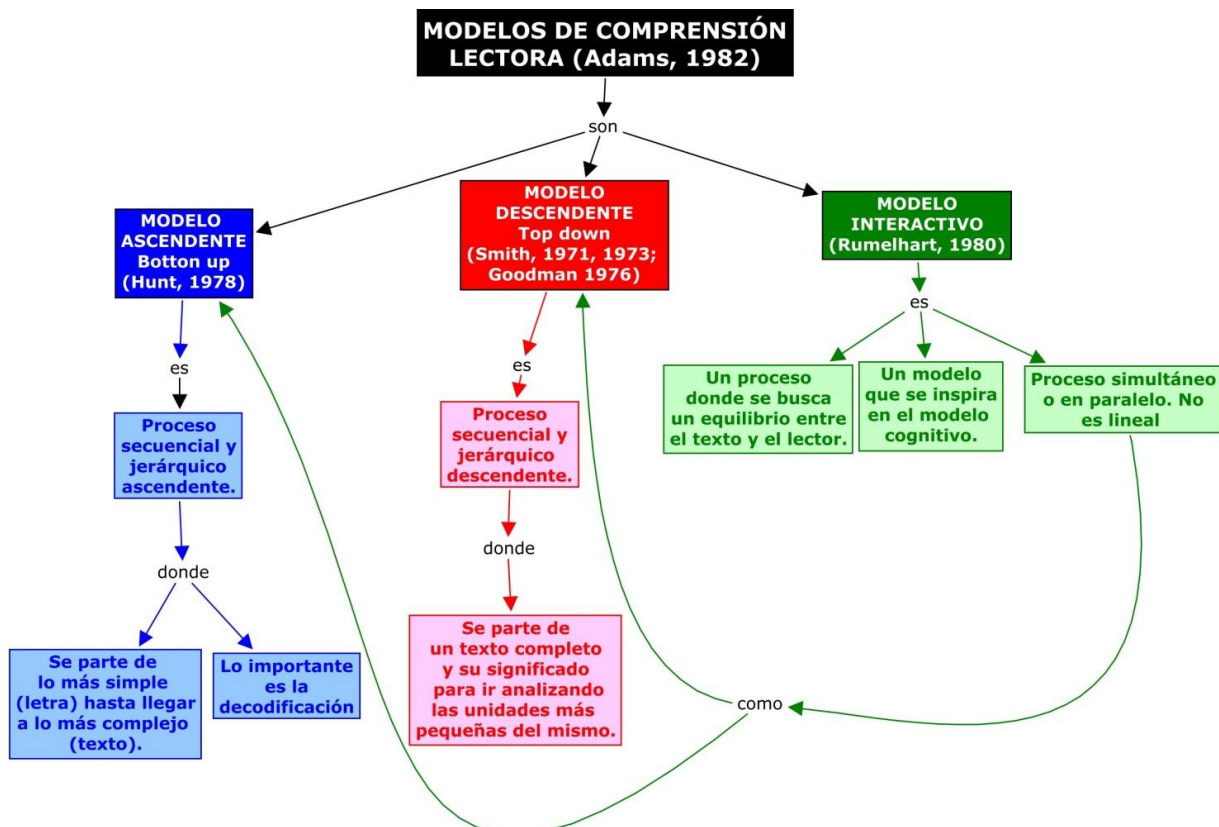 MODELOS DE COMPRENSIÓN
LECTORA (Adams, 1982)
son
MODELO
ASCENDENTE
Botton up
(Hunt, 1978)
es
Proceso
secuencial y
jerárquico
ascendente.
donde
Se parte de
lo más simple
(letra) hasta llegar
a lo más complejo
(texto).
Lo importante
es la
decodificación
MODELO
DESCENDENTE
Top down
(Smith, 1971, 1973;
Goodman 1976)
es
Proceso
secuencial y
jerárquico
descendente.
donde
Se parte de
un texto completo
y su significado
para ir analizando
las unidades más
pequeñas del mismo.
MODELO
INTERACTIVO
(Rumelhart, 1980)
es
Un proceso
donde se busca
un equilibrio entre
el texto y el lector.
Un modelo
que se inspira
en el modelo
cognitivo.
Proceso simultáneo
o en paralelo. No
es lineal
como